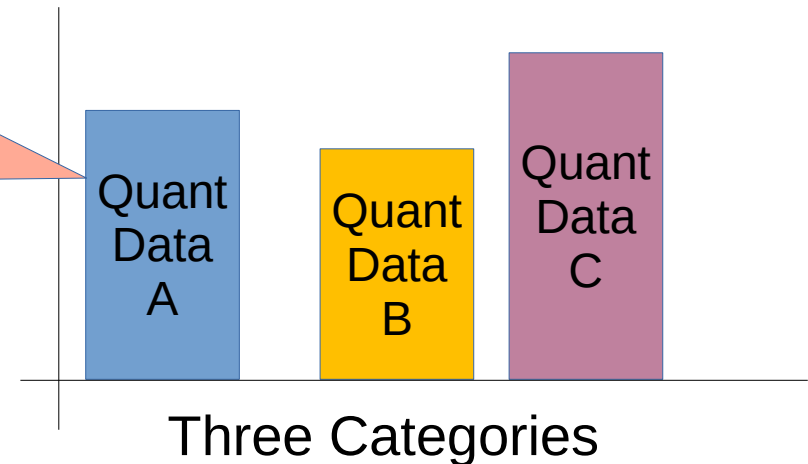 Quant
Data
A
Quant
Data
B
Quant
Data
C
Three Categories